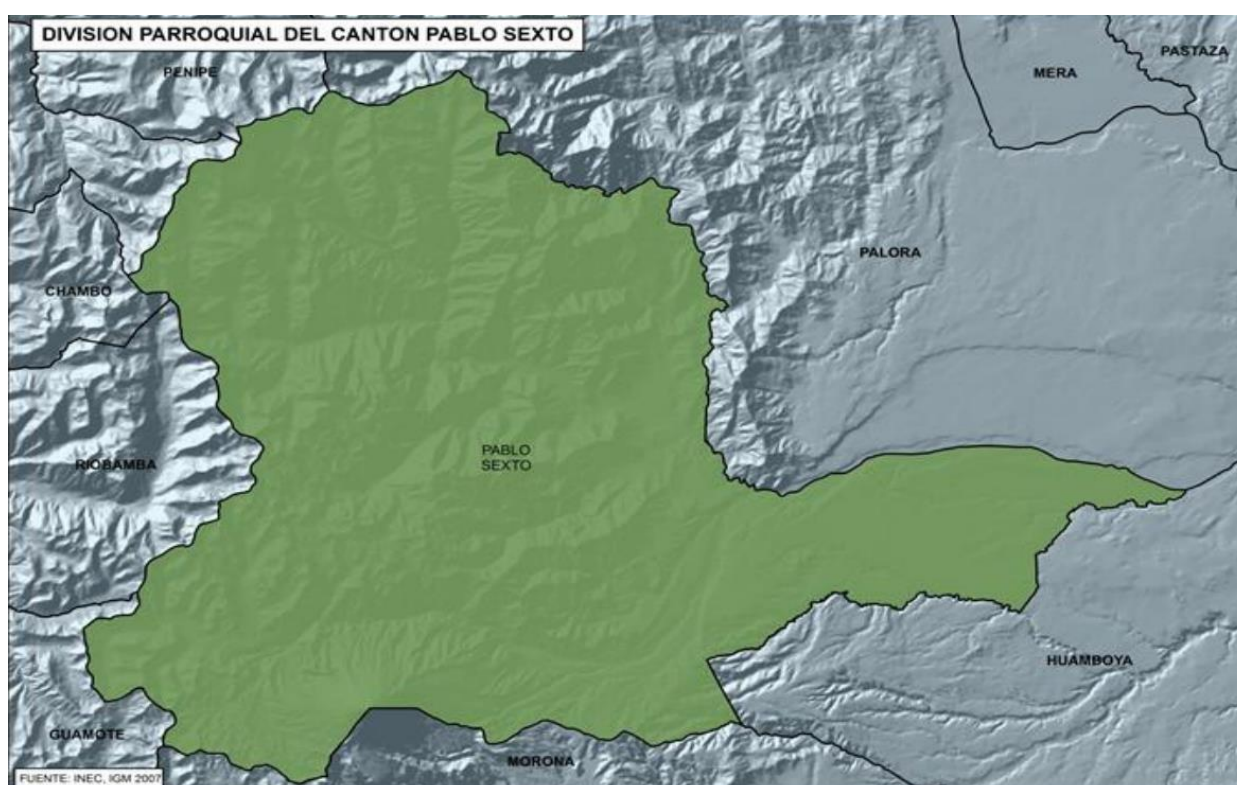 DIVISION PARROQUIAL DEL CANTON PABLO SEXTO
PASTAZA
PENIPE
MERA
PALORA
CHAMBO
PABLO
SEXTO
RIOBAMBA
HUAMBOYA
GUAMOTE
MORONA
FUENTE: INEC, IGM 2007